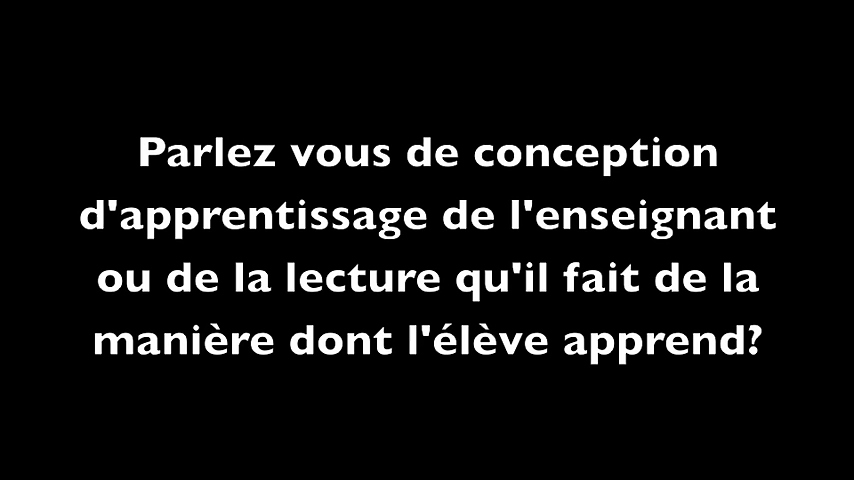 Parlez vous de conception
d'apprentissage de l'enseignant
ou de la lecture qu'il fait de la
manière dont l'élève apprend?